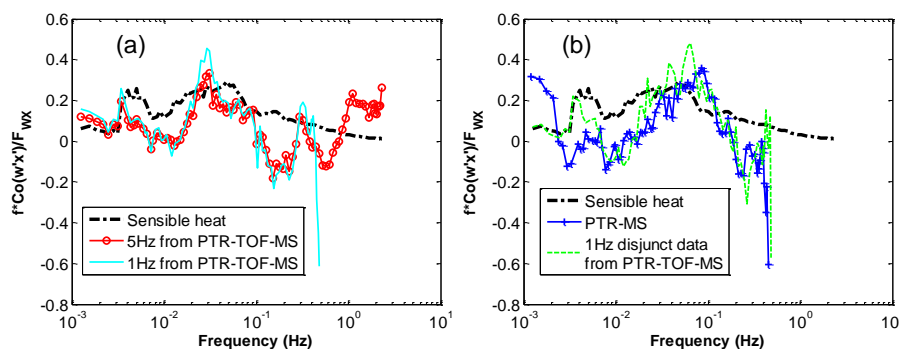 (a)
f*Co(w'x')/F_wx
0.6
0.4
0.2
0
-0.2
-0.4
-0.6
-0.8
Sensible heat
5Hz from PTR-TOF-MS
1Hz from PTR-TOF-MS
10^-3 10^-2 10^-1 10^0 10^1
Frequency (Hz)
(b)
f*Co(w'x')/F_wx
0.6
0.4
0.2
0
-0.2
-0.4
-0.6
-0.8
Sensible heat
PTR-MS
1Hz disjunct data
from PTR-TOF-MS
10^-3 10^-2 10^-1 10^0 10^1
Frequency (Hz)